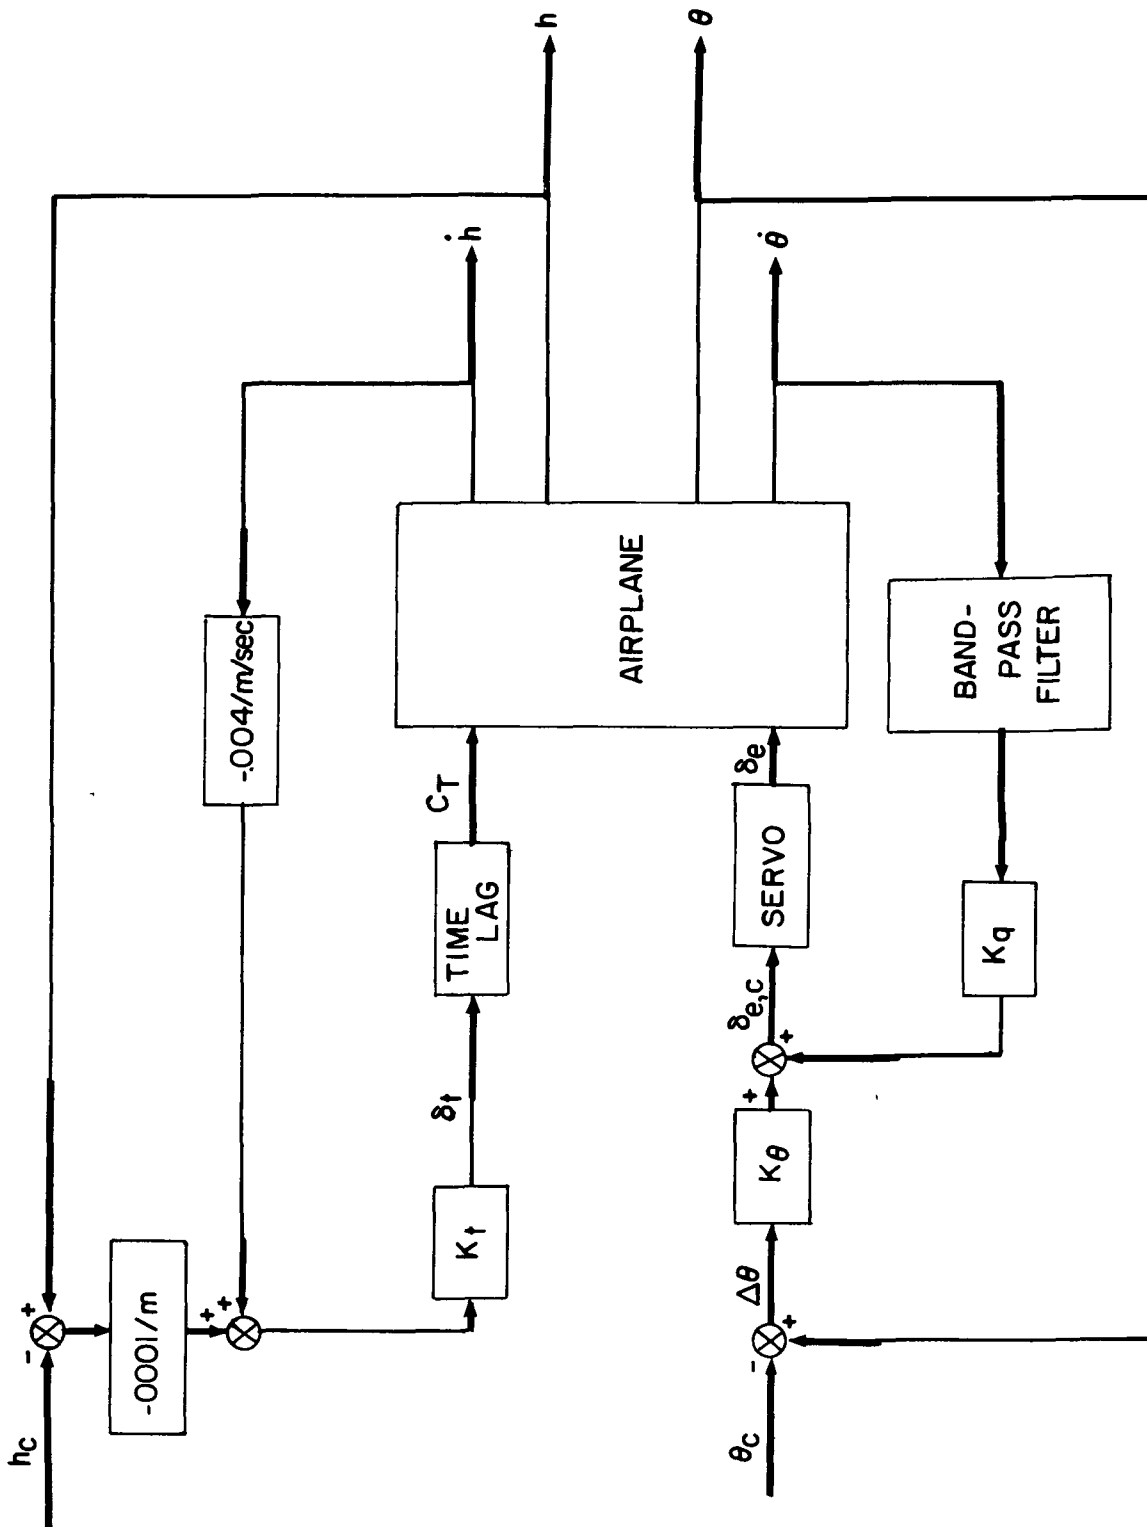 h
θ
ḣ
θ̇
-.004/m/sec
AIRPLANE
BAND-
PASS
FILTER
C_T
δ_e
TIME
LAG
SERVO
K_q
δ_t
δ_e,c
+
+
K_t
K_θ
-.0001/m
Δθ
+
-
+
+
+
-
h_c
θ_c